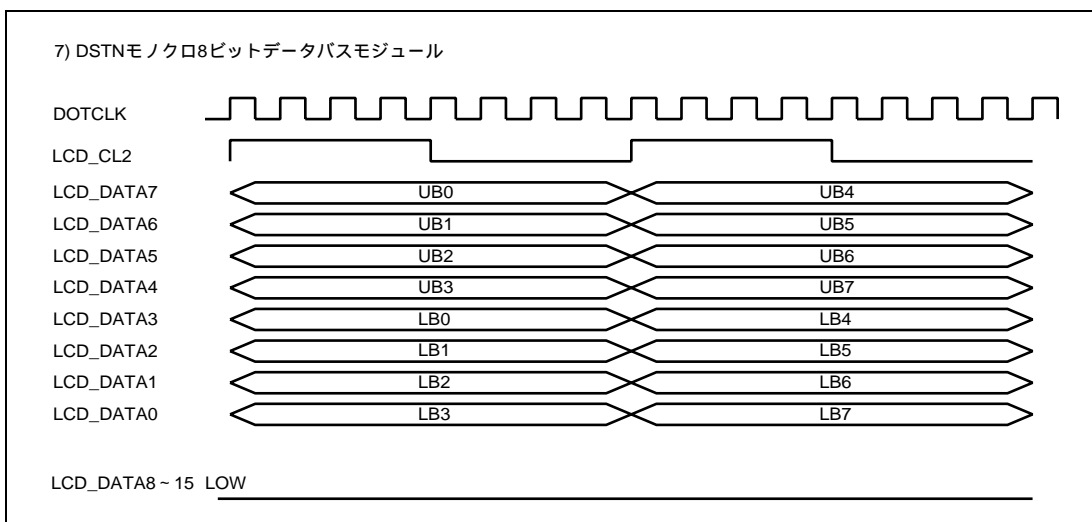 7) DSTNモノクロ8ビットデータバスモジュール
DOTCLK
LCD_CL2
LCD_DATA7 UB0 UB4
LCD_DATA6 UB1 UB5
LCD_DATA5 UB2 UB6
LCD_DATA4 UB3 UB7
LCD_DATA3 LB0 LB4
LCD_DATA2 LB1 LB5
LCD_DATA1 LB2 LB6
LCD_DATA0 LB3 LB7
LCD_DATA8~15 LOW